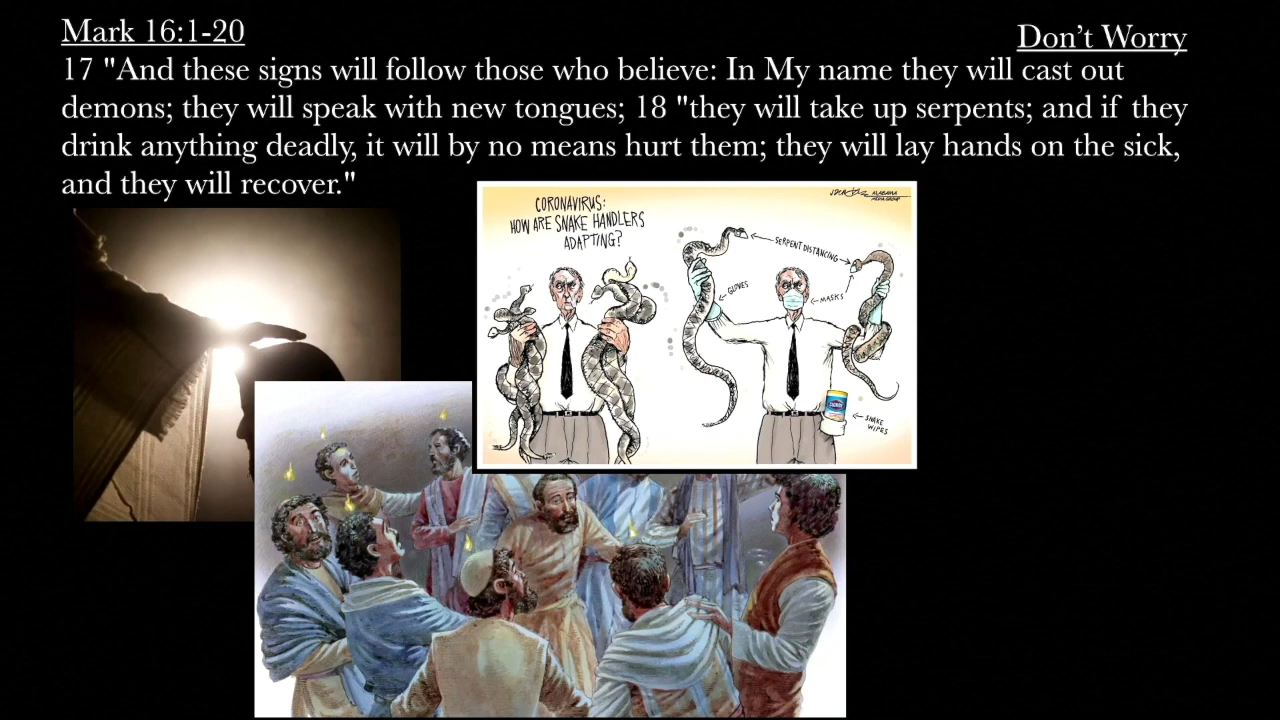 Mark 16:1-20
Don’t Worry
17 "And these signs will follow those who believe: In My name they will cast out
demons; they will speak with new tongues; 18 "they will take up serpents; and if they
drink anything deadly, it will by no means hurt them; they will lay hands on the sick,
and they will recover."
CORONAVIRUS:
HOW ARE SNAKE HANDLERS
ADAPTING?
ALABAMA
MEDIA GROUP
SERPENT DISTANCING
GLOVES
MASKS
SNAKE
WIPES